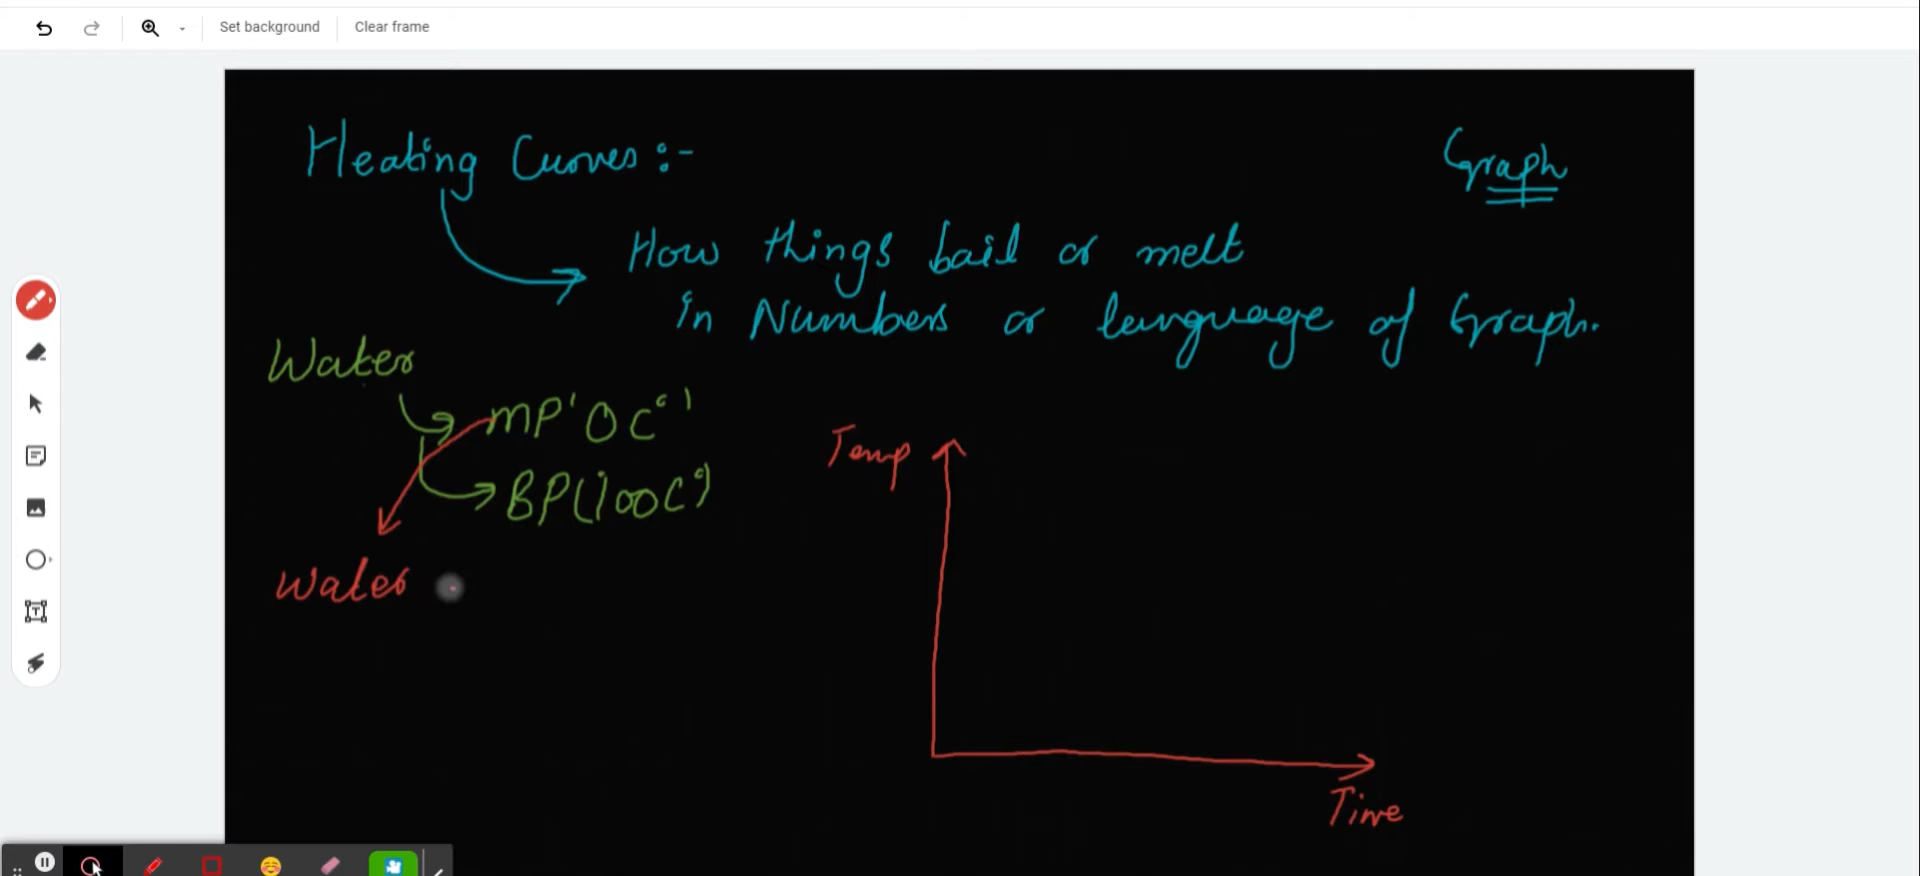 Set background Clear frame
Heating Curves :-
Graph
How things bail or melt
in Numbers or language of Graph.
Water
MP'0C°'
BP(100C°)
Temp
Water
Time